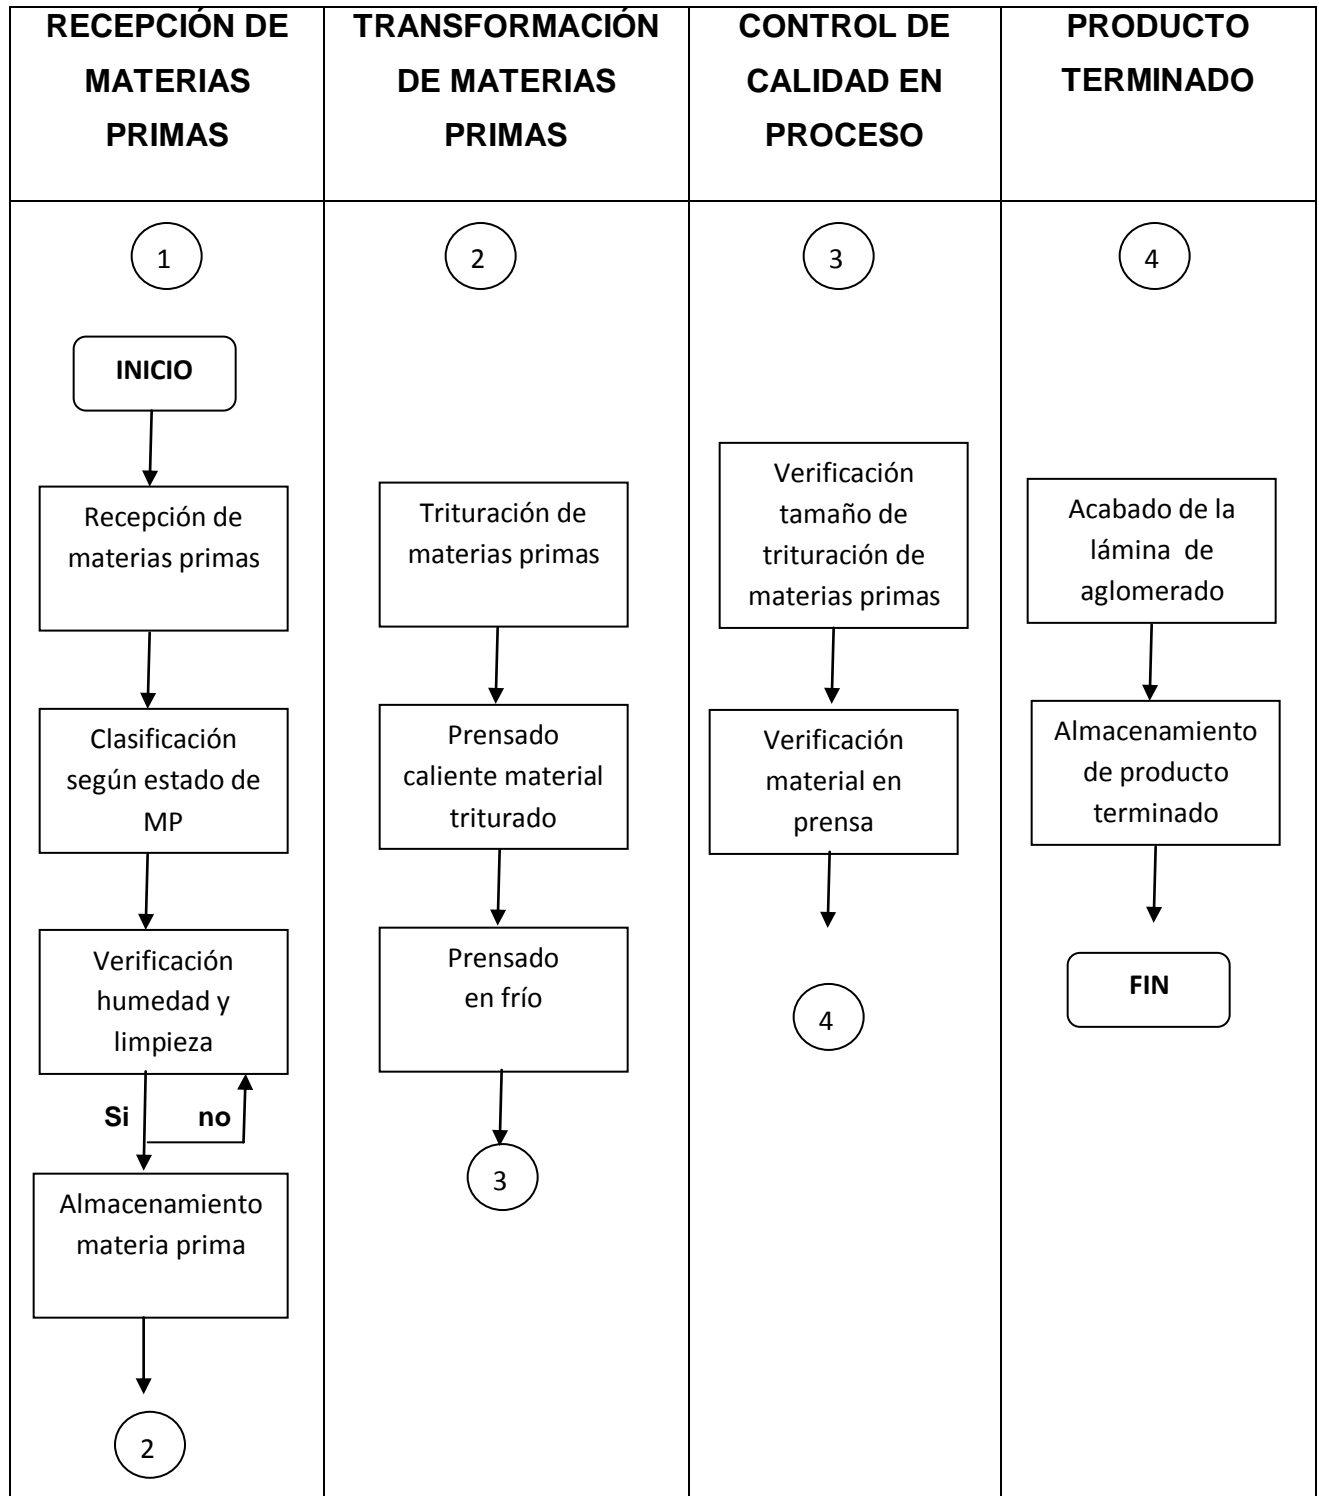 RECEPCIÓN DE
MATERIAS
PRIMAS
TRANSFORMACIÓN
DE MATERIAS
PRIMAS
CONTROL DE
CALIDAD EN
PROCESO
PRODUCTO
TERMINADO
1
INICIO
Recepción de
materias primas
Clasificación
según estado de
MP
Verificación
humedad y
limpieza
Si no
Almacenamiento
materia prima
2
2
Trituración de
materias primas
Prensado
caliente material
triturado
Prensado
en frío
3
3
Verificación
tamaño de
trituración de
materias primas
Verificación
material en
prensa
4
4
Acabado de la
lámina de
aglomerado
Almacenamiento
de producto
terminado
FIN